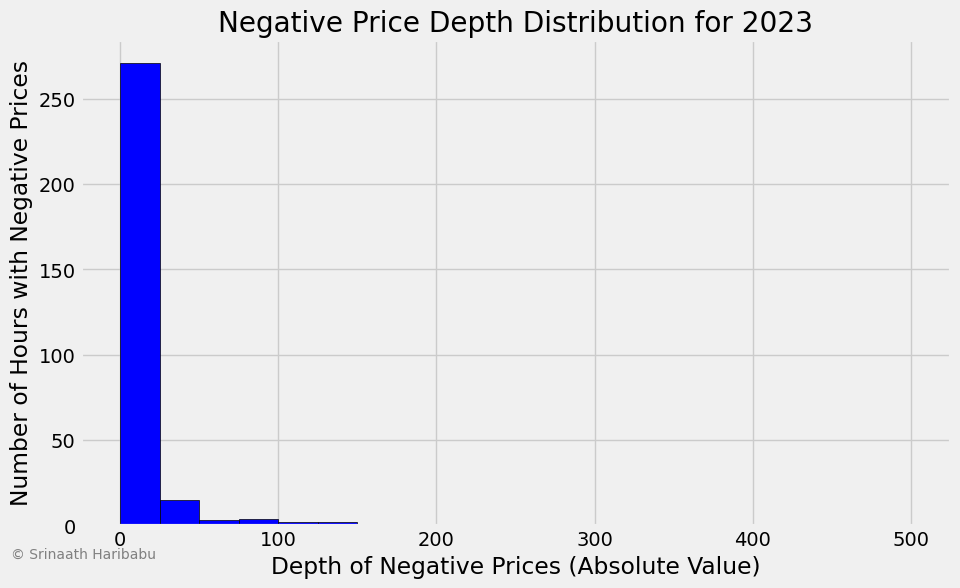 Negative Price Depth Distribution for 2023
Number of Hours with Negative Prices
250
200
150
100
50
0
0 100 200 300 400 500
© Srinaath Haribabu
Depth of Negative Prices (Absolute Value)